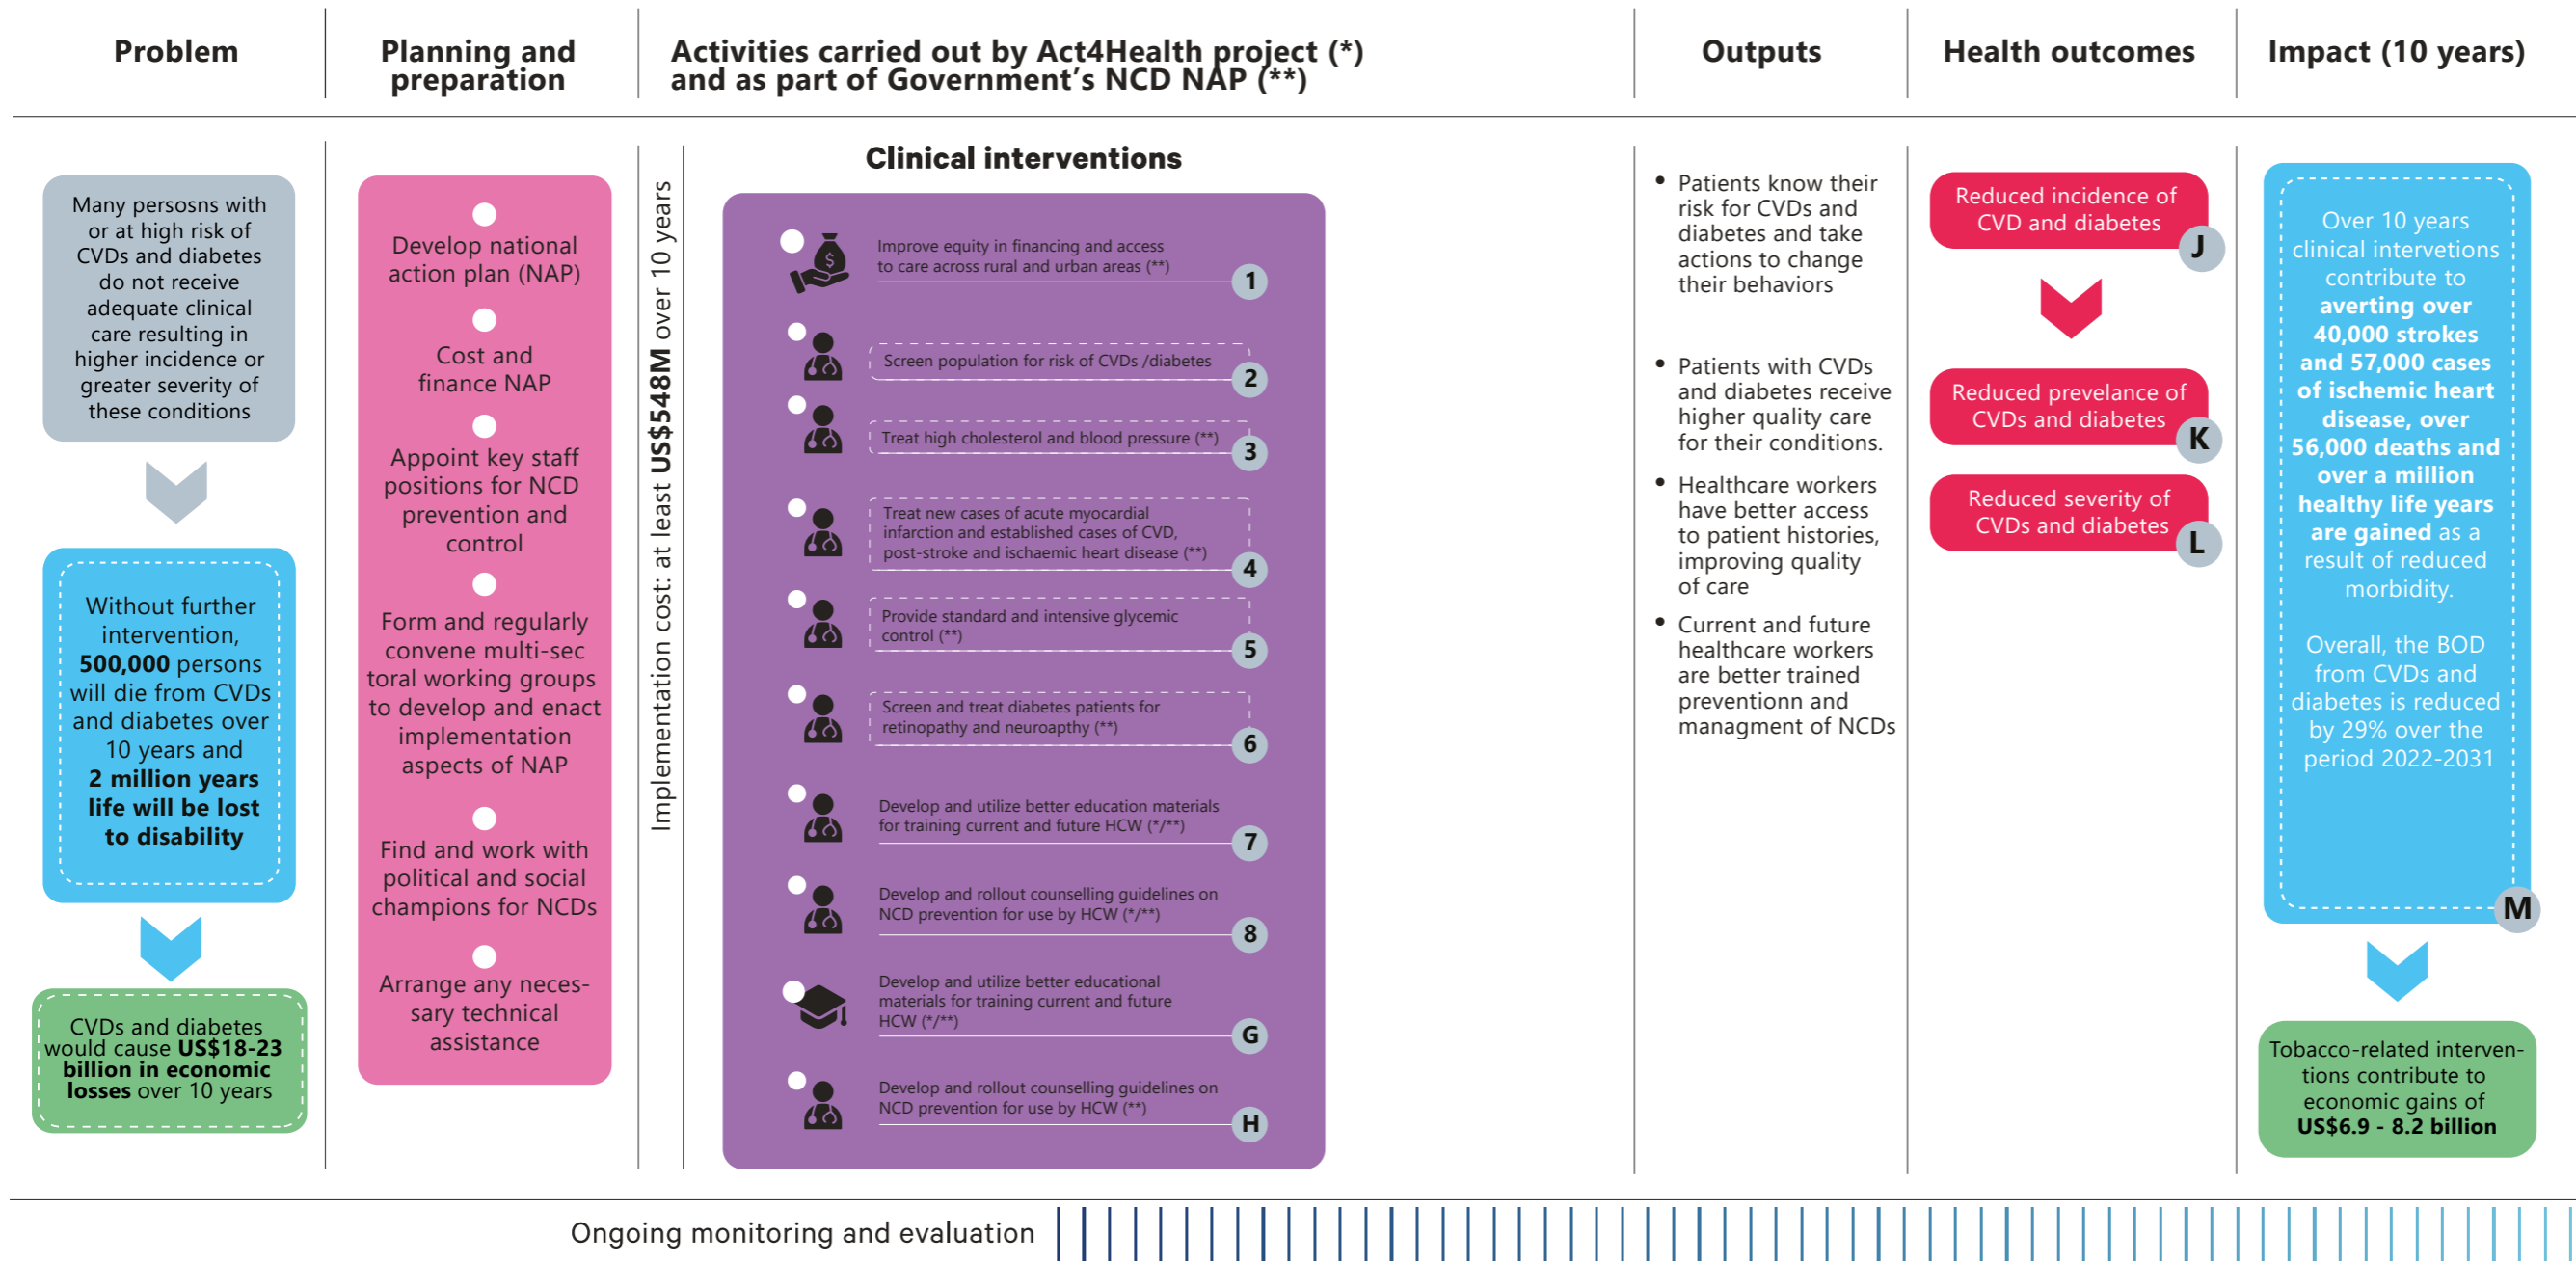 Problem
Planning and
preparation
Activities carried out by Act4Health project (*)
and as part of Government's NCD NAP (**)
Outputs
Health outcomes
Impact (10 years)
Many persosns with
or at high risk of
CVDs and diabetes
do not receive
adequate clinical
care resulting in
higher incidence or
greater severity of
these conditions
Without further
intervention,
500,000 persons
will die from CVDs
and diabetes over
10 years and
2 million years
life will be lost
to disability
CVDs and diabetes
would cause US$18-23
billion in economic
losses over 10 years
Develop national
action plan (NAP)
Cost and
finance NAP
Appoint key staff
positions for NCD
prevention and
control
Form and regularly
convene multi-sec
toral working groups
to develop and enact
implementation
aspects of NAP
Find and work with
political and social
champions for NCDs
Arrange any neces-
sary technical
assistance
Implementation cost: at least US$548M over 10 years
Clinical interventions
Improve equity in financing and access
to care across rural and urban areas (**)
1
Screen population for risk of CVDs /diabetes
2
Treat high cholesterol and blood pressure (**)
3
Treat new cases of acute myocardial
infarction and established cases of CVD,
post-stroke and ischaemic heart disease (**)
4
Provide standard and intensive glycemic
control (**)
5
Screen and treat diabetes patients for
retinopathy and neuroapthy (**)
6
Develop and utilize better education materials
for training current and future HCW (*/**)
7
Develop and rollout counselling guidelines on
NCD prevention for use by HCW (*/**)
8
Develop and utilize better educational
materials for training current and future
HCW (*/**)
G
Develop and rollout counselling guidelines on
NCD prevention for use by HCW (**)
H
• Patients know their
risk for CVDs and
diabetes and take
actions to change
their behaviors
• Patients with CVDs
and diabetes receive
higher quality care
for their conditions.
• Healthcare workers
have better access
to patient histories,
improving quality
of care
• Current and future
healthcare workers
are better trained
preventionn and
managment of NCDs
Reduced incidence of
CVD and diabetes
J
Reduced prevelance of
CVDs and diabetes
K
Reduced severity of
CVDs and diabetes
L
Over 10 years
clinical intervetions
contribute to
averting over
40,000 strokes
and 57,000 cases
of ischemic heart
disease, over
56,000 deaths and
over a million
healthy life years
are gained as a
result of reduced
morbidity.
Overall, the BOD
from CVDs and
diabetes is reduced
by 29% over the
period 2022-2031
M
Tobacco-related interven-
tions contribute to
economic gains of
US$6.9 - 8.2 billion
Ongoing monitoring and evaluation